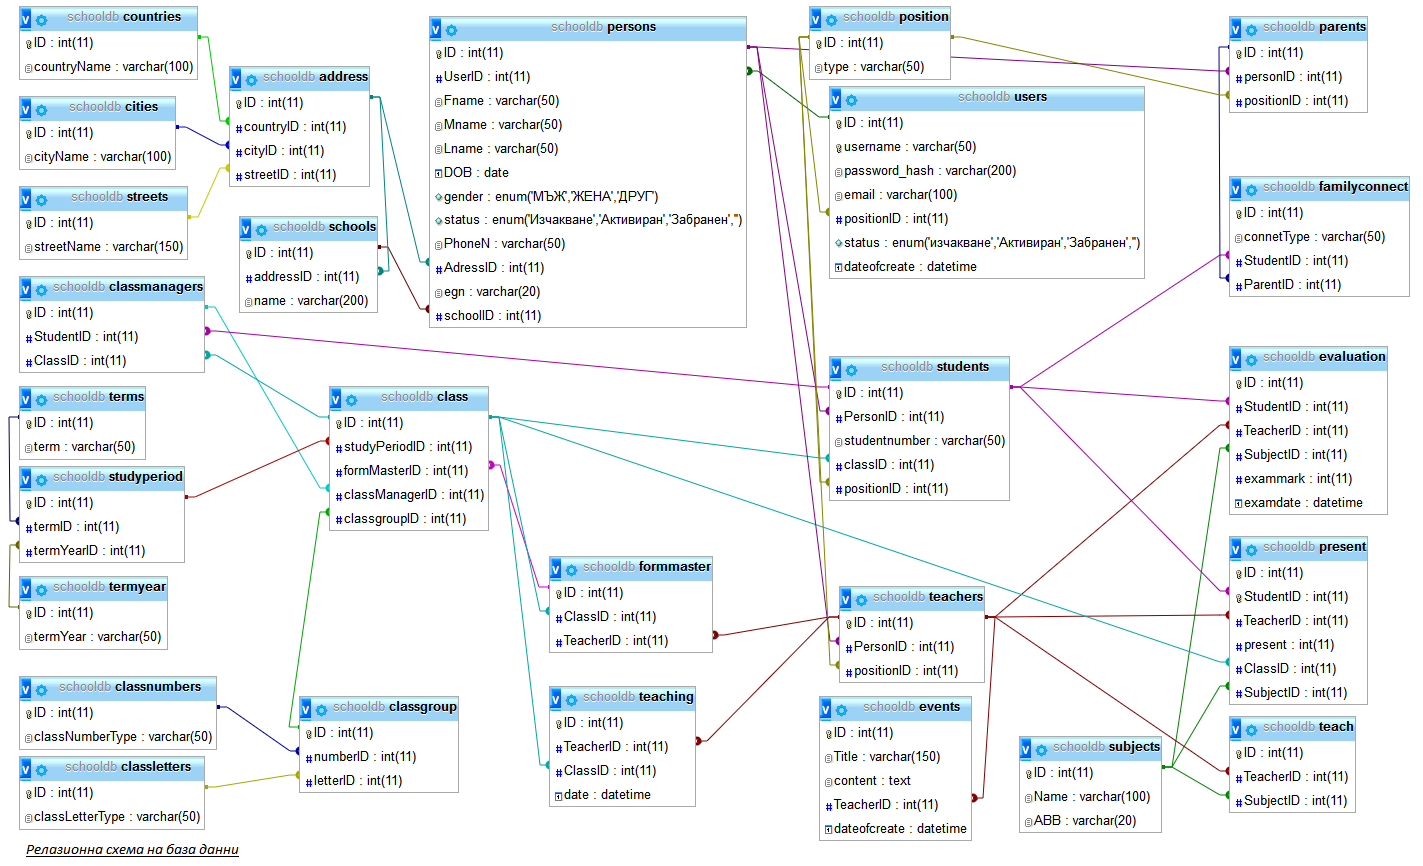 schooldb countries
ID : int(11)
countryName : varchar(100)
schooldb cities
ID : int(11)
cityName : varchar(100)
schooldb streets
ID : int(11)
streetName : varchar(150)
schooldb address
ID : int(11)
countryID : int(11)
cityID : int(11)
streetID : int(11)
schooldb schools
ID : int(11)
addressID : int(11)
name : varchar(200)
schooldb persons
ID : int(11)
UserID : int(11)
Fname : varchar(50)
Mname : varchar(50)
Lname : varchar(50)
DOB : date
gender : enum('МЪЖ','ЖЕНА','ДРУГ')
status : enum('Изчакване','Активиран','Забранен','')
PhoneN : varchar(50)
AdressID : int(11)
egn : varchar(20)
schoolID : int(11)
schooldb position
ID : int(11)
type : varchar(50)
schooldb users
ID : int(11)
username : varchar(50)
password_hash : varchar(200)
email : varchar(100)
positionID : int(11)
status : enum('изчакване','Активиран','Забранен','')
dateofcreate : datetime
schooldb parents
ID : int(11)
personID : int(11)
positionID : int(11)
schooldb familyconnect
ID : int(11)
connetType : varchar(50)
StudentID : int(11)
ParentID : int(11)
schooldb classmanagers
ID : int(11)
StudentID : int(11)
ClassID : int(11)
schooldb terms
ID : int(11)
term : varchar(50)
schooldb studyperiod
ID : int(11)
termID : int(11)
termYearID : int(11)
schooldb termyear
ID : int(11)
termYear : varchar(50)
schooldb class
ID : int(11)
studyPeriodID : int(11)
formMasterID : int(11)
classManagerID : int(11)
classgroupID : int(11)
schooldb students
ID : int(11)
PersonID : int(11)
studentnumber : varchar(50)
classID : int(11)
positionID : int(11)
schooldb evaluation
ID : int(11)
StudentID : int(11)
TeacherID : int(11)
SubjectID : int(11)
exammark : int(11)
examdate : datetime
schooldb formmaster
ID : int(11)
ClassID : int(11)
TeacherID : int(11)
schooldb teachers
ID : int(11)
PersonID : int(11)
positionID : int(11)
schooldb present
ID : int(11)
StudentID : int(11)
TeacherID : int(11)
present : int(11)
ClassID : int(11)
SubjectID : int(11)
schooldb classnumbers
ID : int(11)
classNumberType : varchar(50)
schooldb classletters
ID : int(11)
classLetterType : varchar(50)
schooldb classgroup
ID : int(11)
numberID : int(11)
letterID : int(11)
schooldb teaching
ID : int(11)
TeacherID : int(11)
ClassID : int(11)
date : datetime
schooldb events
ID : int(11)
Title : varchar(150)
content : text
TeacherID : int(11)
dateofcreate : datetime
schooldb subjects
ID : int(11)
Name : varchar(100)
ABB : varchar(20)
schooldb teach
ID : int(11)
TeacherID : int(11)
SubjectID : int(11)
Релазионна схема на база данни